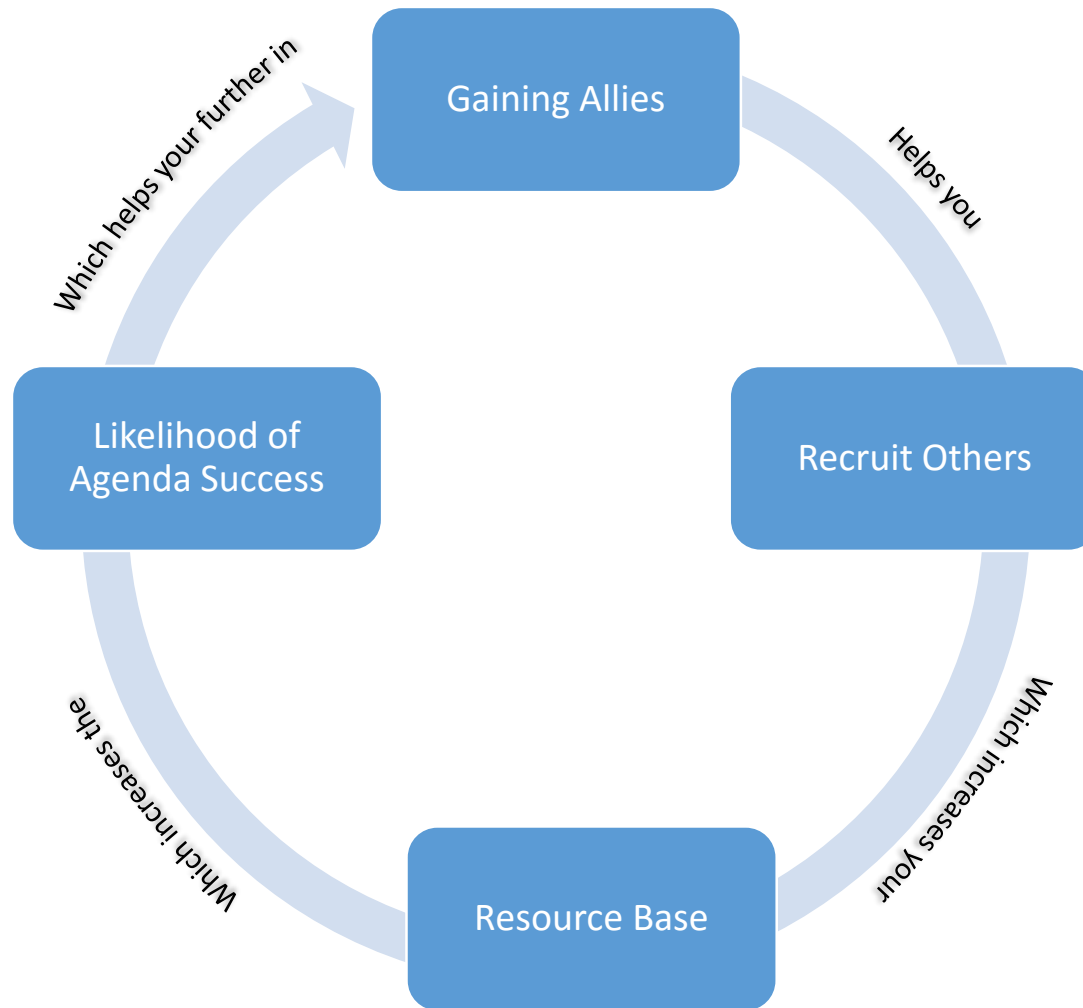 Gaining Allies
Helps you
Recruit Others
Which increases your
Resource Base
Which increases the
Likelihood of
Agenda Success
Which helps your further in